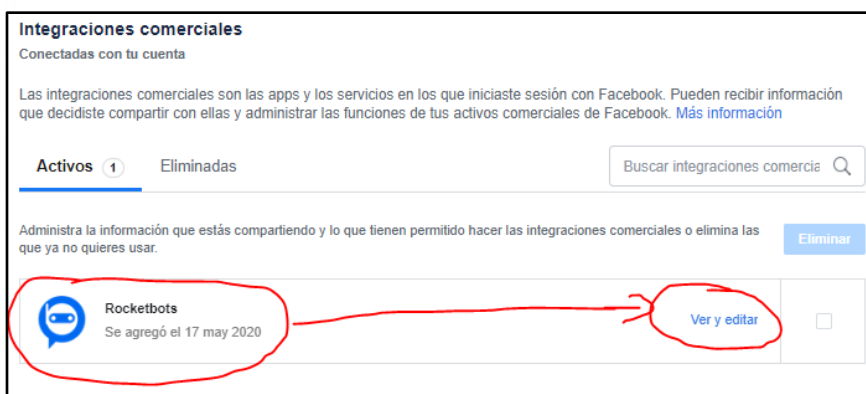 Integraciones comerciales
Conectadas con tu cuenta
Las integraciones comerciales son las apps y los servicios en los que iniciaste sesión con Facebook. Pueden recibir información
que decidiste compartir con ellas y administrar las funciones de tus activos comerciales de Facebook. Más información
Activos 1 Eliminadas Buscar integraciones comercia
Administra la información que estás compartiendo y lo que tienen permitido hacer las integraciones comerciales o elimina las
que ya no quieres usar.
Eliminar
Rocketbots
Se agregó el 17 may 2020
Ver y editar